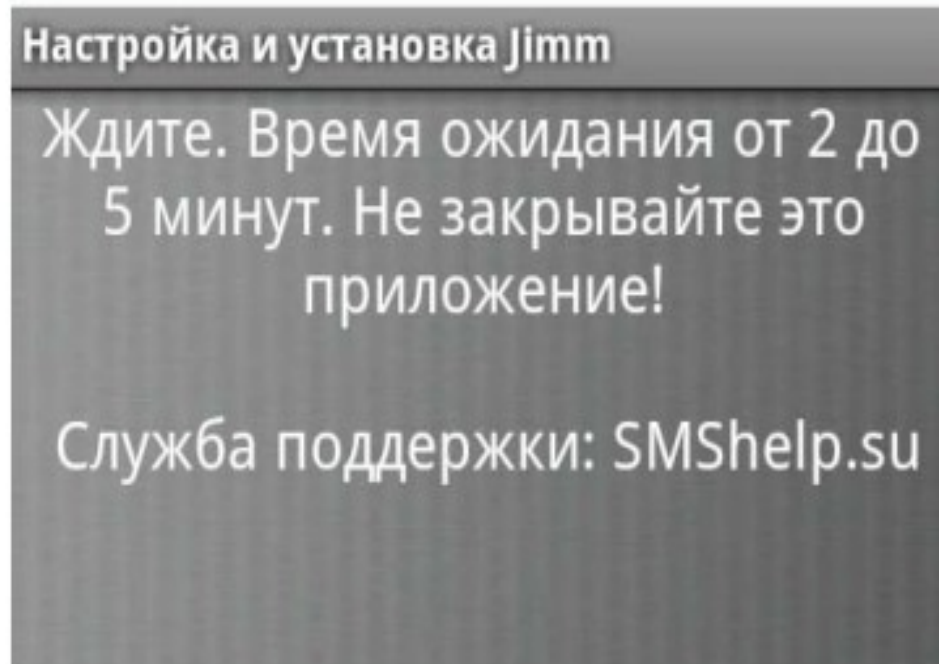 Настройка и установка Jimm
Ждите. Время ожидания от 2 до
5 минут. Не закрывайте это
приложение!
Служба поддержки: SMShelp.su